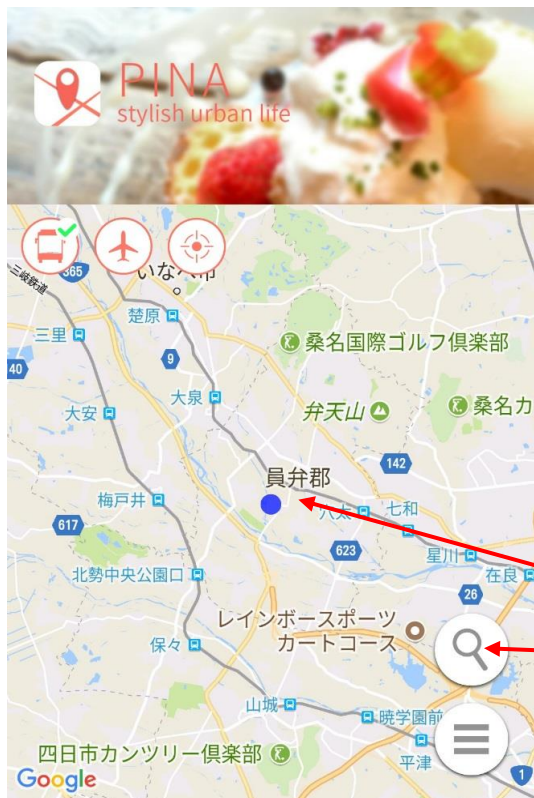 PINA
stylish urban life
三岐鉄道
365
いなべ市
楚原
三里
桑名国際ゴルフ倶楽部
40
9
大泉
大安
弁天山
桑名カ
142
員弁郡
梅戸井
八太
七和
617
623
星川
北勢中央公園口
在良
26
レインボースポーツ
カートコース
保々
山城
暁学園前
平津
四日市カンツリー倶楽部
Google
1